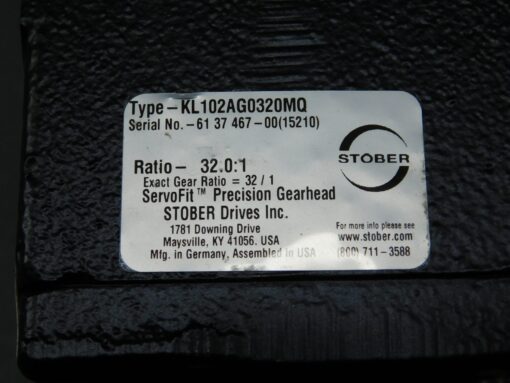 Type-KL102AG0320MQ
Serial No.-61 37 467-00(15210)
STOBER
Ratio- 32.0:1
Exact Gear Ratio = 32 / 1
ServoFit™ Precision Gearhead
STOBER Drives Inc.
1781 Downing Drive
Maysville, KY 41056. USA
Mfg. in Germany, Assembled in USA
For more info please see
www.stober.com
(800) 711-3588